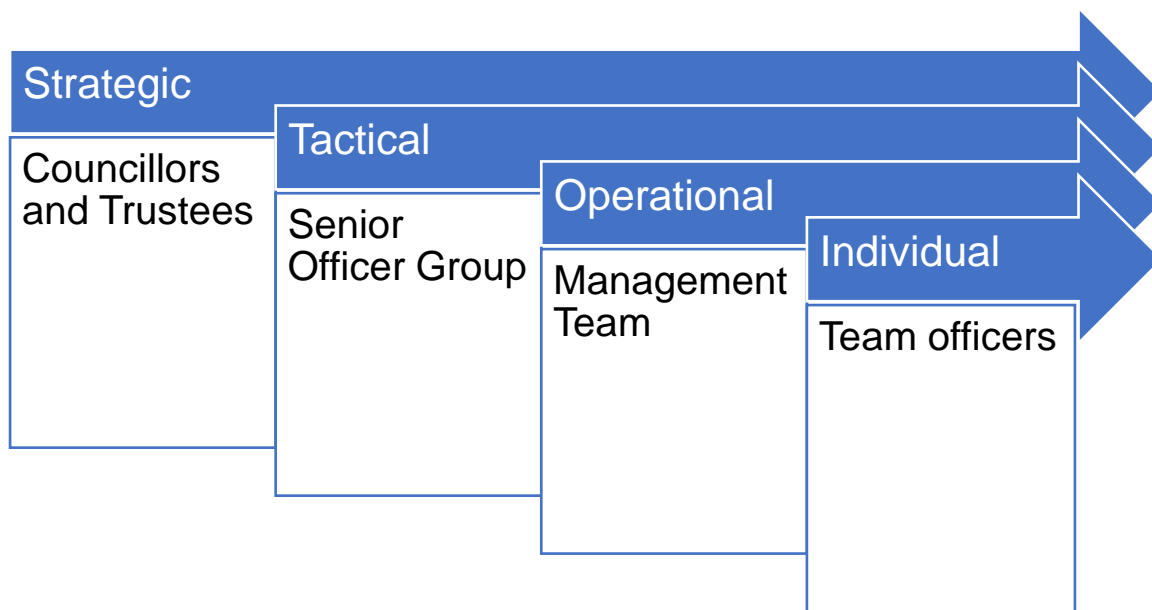 Strategic
Councillors
and Trustees
Tactical
Senior
Officer Group
Operational
Management
Team
Individual
Team officers